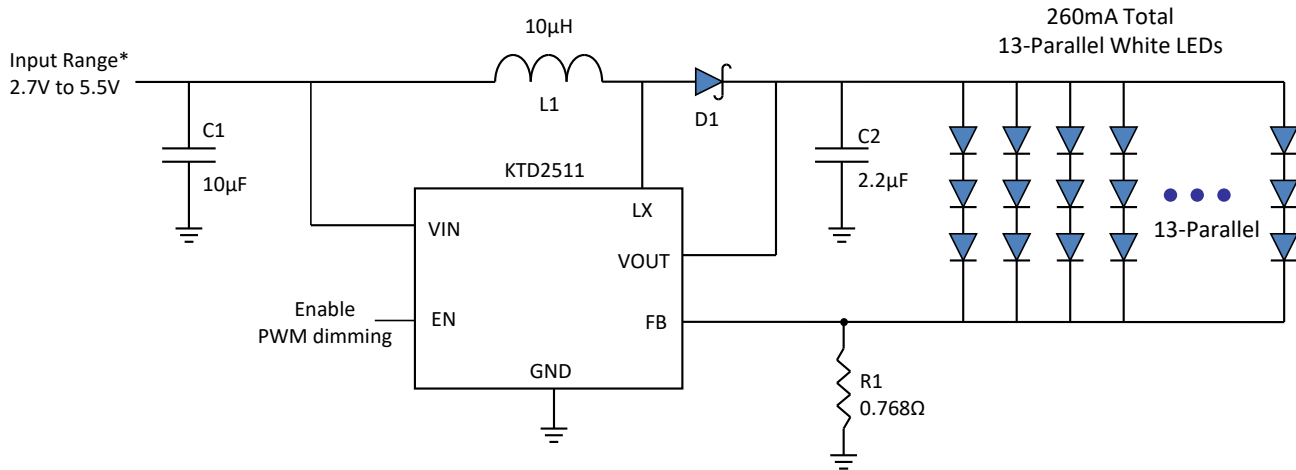 260mA Total
13-Parallel White LEDs
10µH
Input Range*
2.7V to 5.5V
L1
D1
C1
10µF
C2
2.2µF
KTD2511
LX
VIN
VOUT
13-Parallel
Enable
PWM dimming
EN
FB
GND
R1
0.768Ω